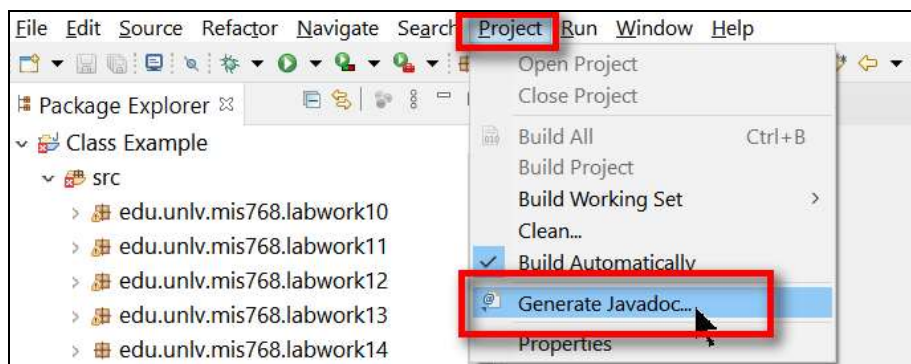 File Edit Source Refactor Navigate Search Project Run Window Help
Package Explorer
Class Example
src
edu.unlv.mis768.labwork10
edu.unlv.mis768.labwork11
edu.unlv.mis768.labwork12
edu.unlv.mis768.labwork13
edu.unlv.mis768.labwork14
Open Project
Close Project
Build All Ctrl+B
Build Project
Build Working Set
Clean...
Build Automatically
Generate Javadoc...
Properties